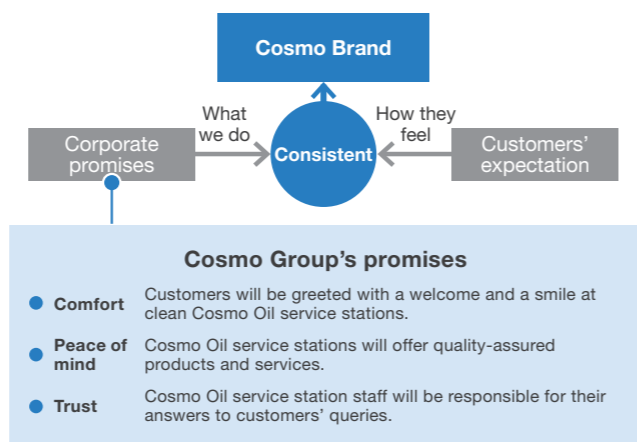 Cosmo Brand
What
we do
How they
feel
Corporate
promises
Consistent
Customers’
expectation
Cosmo Group’s promises
Comfort
Customers will be greeted with a welcome and a smile at
clean Cosmo Oil service stations.
Peace of
mind
Cosmo Oil service stations will offer quality-assured
products and services.
Trust
Cosmo Oil service station staff will be responsible for their
answers to customers’ queries.